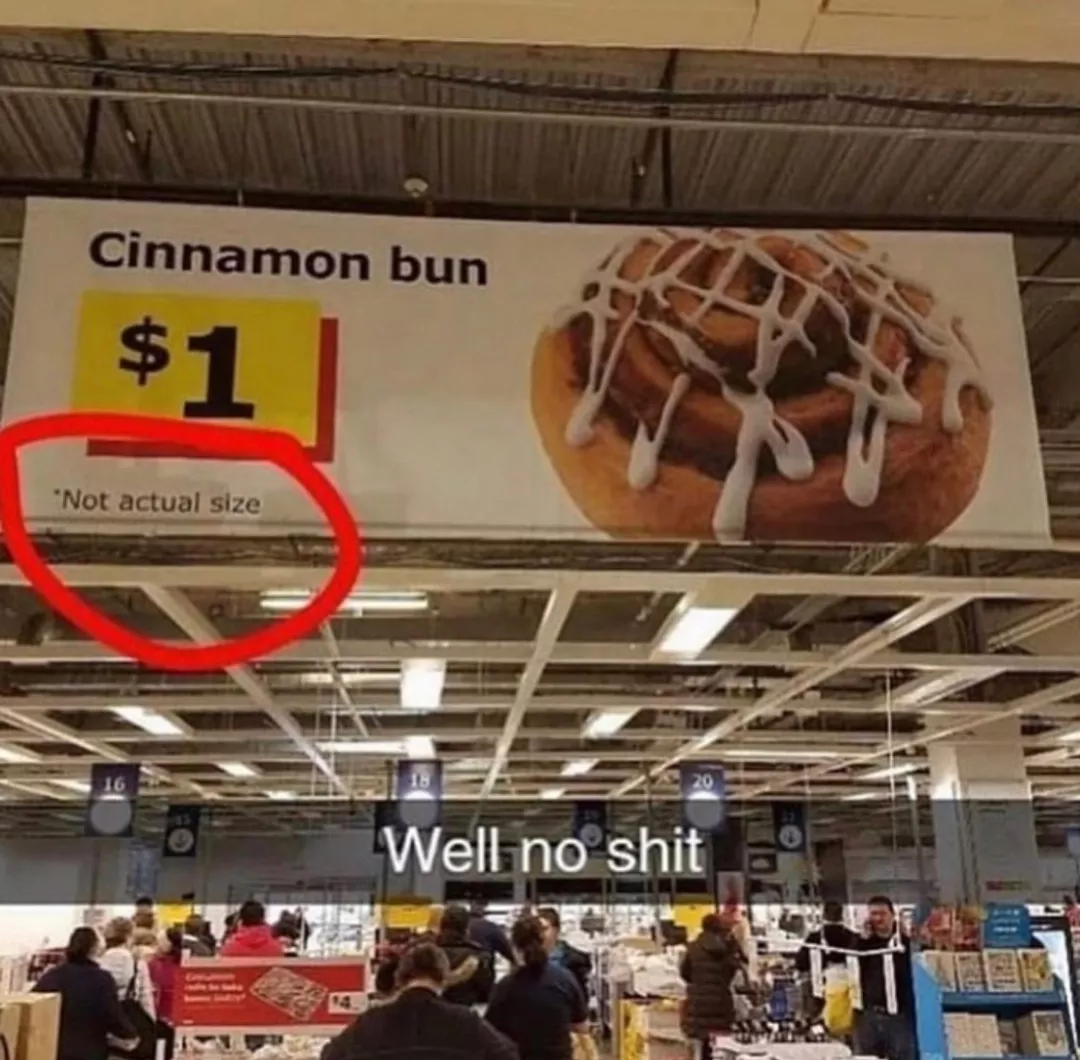 Cinnamon bun
$1
*Not actual size
16
18
20
Well no shit
$4